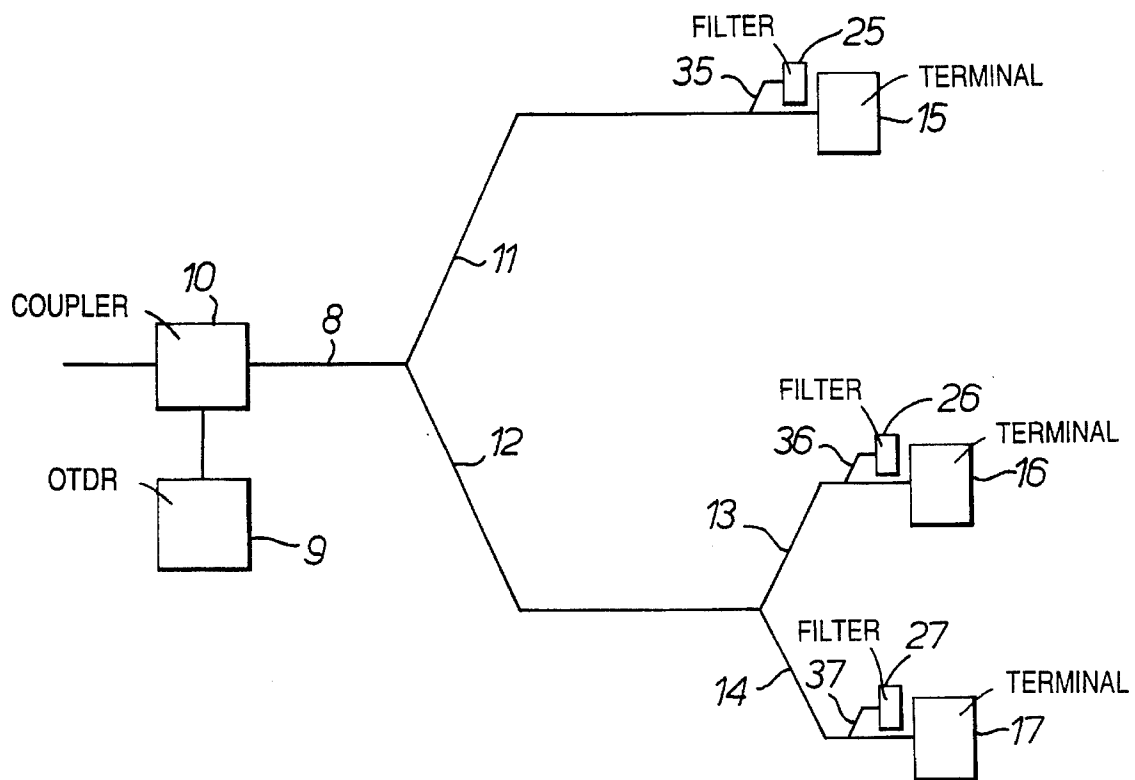 FILTER 25
35
TERMINAL
15
11
10
COUPLER
8
12
OTDR
9
FILTER 26
36
TERMINAL
16
13
FILTER 27
37
14
TERMINAL
17